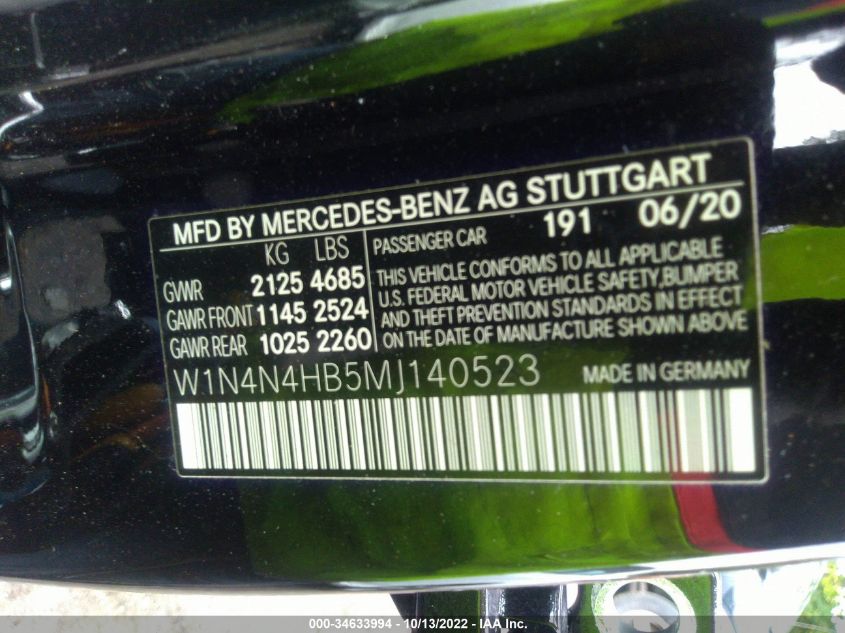 MFD BY MERCEDES-BENZ AG STUTTGART
KG LBS PASSENGER CAR 191 06/20
GVWR 2125 4685
GAWR FRONT 1145 2524
GAWR REAR 1025 2260
THIS VEHICLE CONFORMS TO ALL APPLICABLE
U.S. FEDERAL MOTOR VEHICLE SAFETY, BUMPER
AND THEFT PREVENTION STANDARDS IN EFFECT
ON THE DATE OF MANUFACTURE SHOWN ABOVE
W1N4N4HB5MJ140523 MADE IN GERMANY
000-34633994 - 10/13/2022 - IAA Inc.